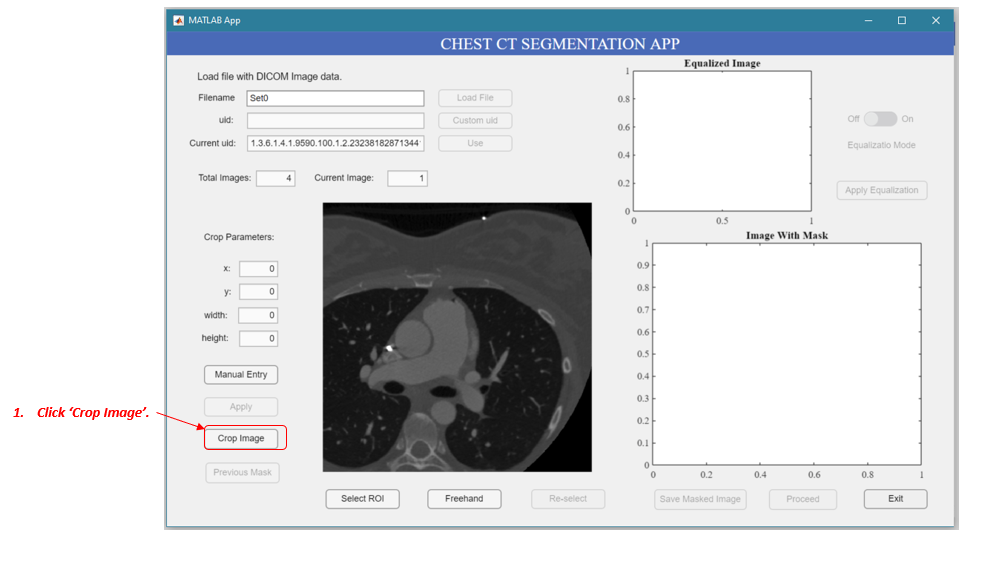 MATLAB App
CHEST CT SEGMENTATION APP
Load file with DICOM Image data.
Filename Set0 Load File
uid: Custom uid
Current uid: 1.3.6.1.4.1.9590.100.1.2.23238182871344 Use
Total Images: 4 Current Image: 1
Crop Parameters:
x: 0
y: 0
width: 0
height: 0
Manual Entry
Apply
1. Click ‘Crop Image’.
Crop Image
Previous Mask
Select ROI Freehand Re-select
Equalized Image
1
0.8
0.6
0.4
0.2
0
0 0.5 1
Off On
Equalizatio Mode
Apply Equalization
Image With Mask
1
0.9
0.8
0.7
0.6
0.5
0.4
0.3
0.2
0.1
0
0 0.2 0.4 0.6 0.8 1
Save Masked Image Proceed Exit